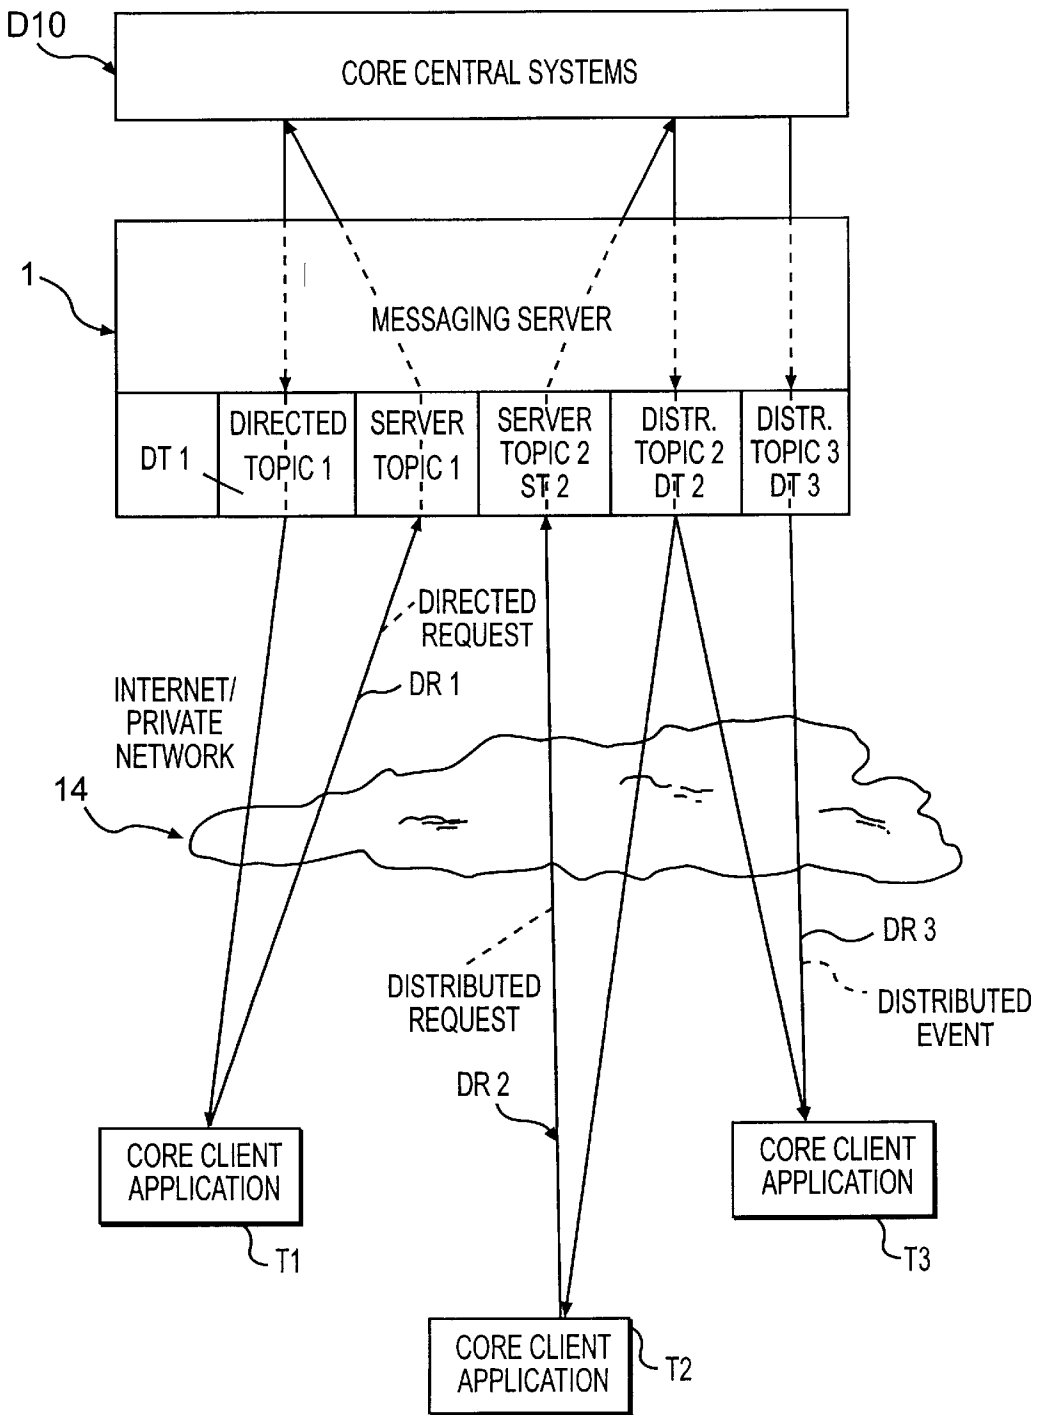 D10
CORE CENTRAL SYSTEMS
1
MESSAGING SERVER
DT 1
DIRECTED
TOPIC 1
SERVER
TOPIC 1
SERVER
TOPIC 2
ST 2
DISTR.
TOPIC 2
DT 2
DISTR.
TOPIC 3
DT 3
DIRECTED
REQUEST
DR 1
INTERNET/
PRIVATE
NETWORK
14
DR 3
DISTRIBUTED
REQUEST
DISTRIBUTED
EVENT
DR 2
CORE CLIENT
APPLICATION
T1
CORE CLIENT
APPLICATION
T3
CORE CLIENT
APPLICATION
T2